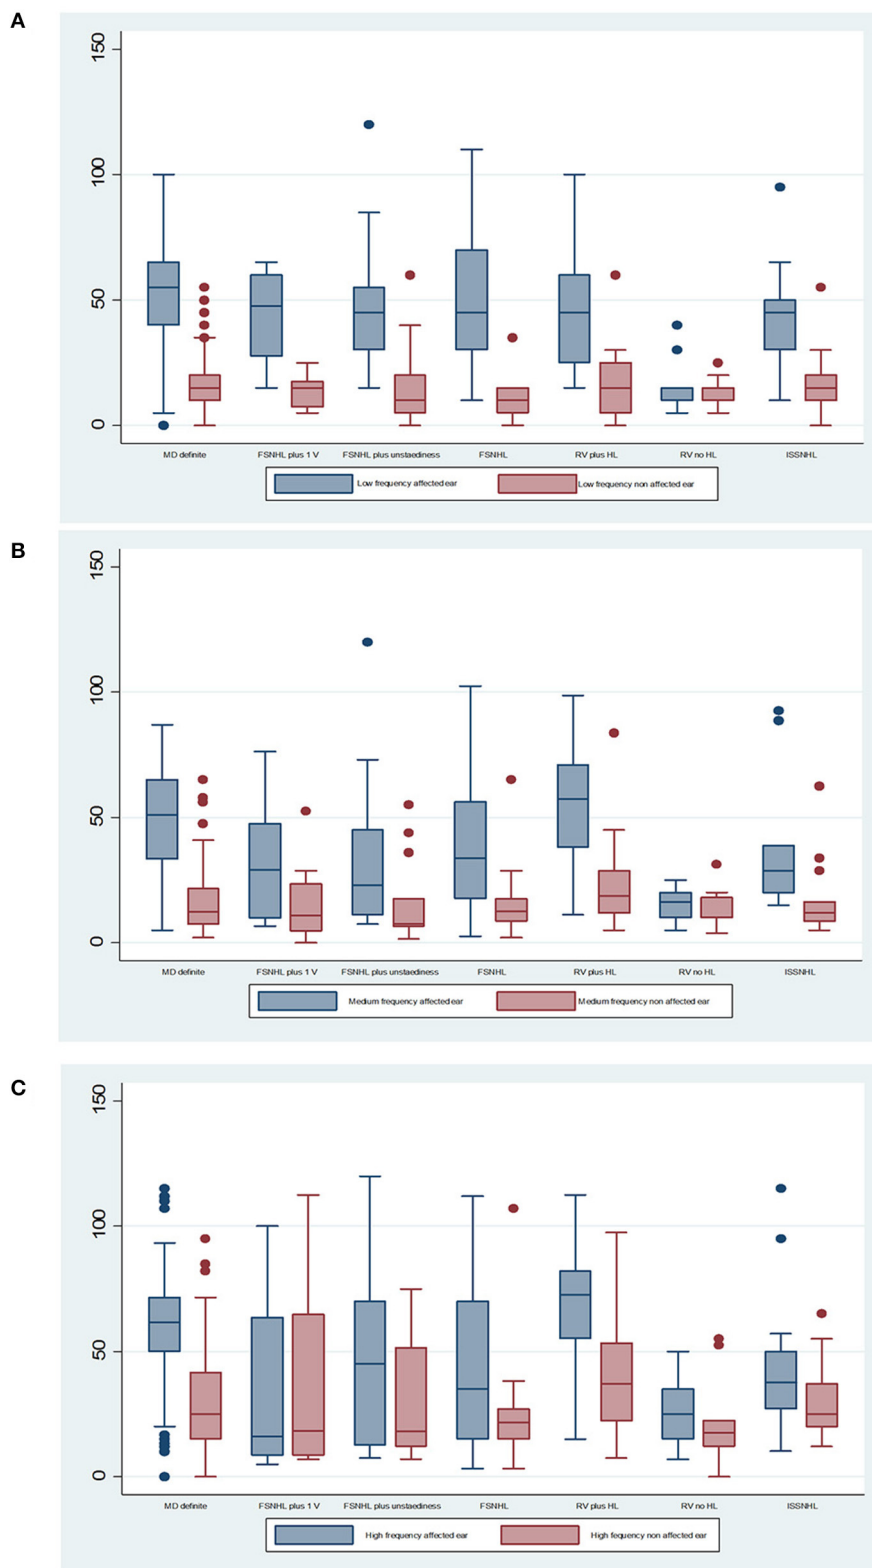 A
150
100
50
0
MD definite FSNHL plus 1 V FSNHL plus unstaediness FSNHL RV plus HL RV no HL ISSNHL
Low frequency affected ear Low frequency non affected ear
B
150
100
50
0
MD definite FSNHL plus 1 V FSNHL plus unstaediness FSNHL RV plus HL RV no HL ISSNHL
Medium frequency affected ear Medium frequency non affected ear
C
150
100
50
0
MD definite FSNHL plus 1 V FSNHL plus unstaediness FSNHL RV plus HL RV no HL ISSNHL
High frequency affected ear High frequency non affected ear